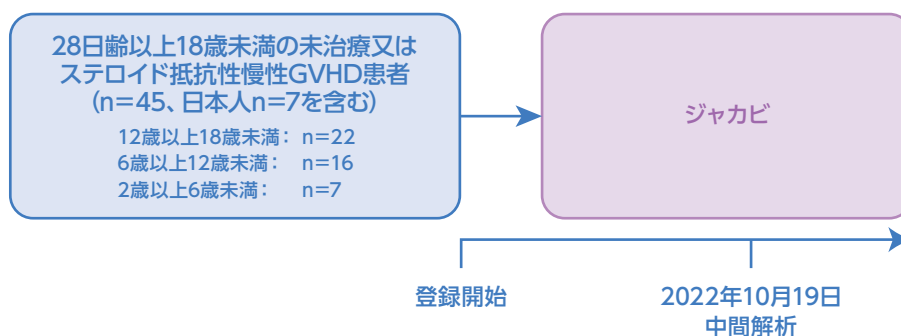 28日齢以上18歳未満の未治療又は
ステロイド抵抗性慢性GVHD患者
（n＝45、日本人n＝7を含む）
12歳以上18歳未満： n＝22
6歳以上12歳未満： n＝16
2歳以上6歳未満： n＝7
ジャカビ
登録開始
2022年10月19日
中間解析